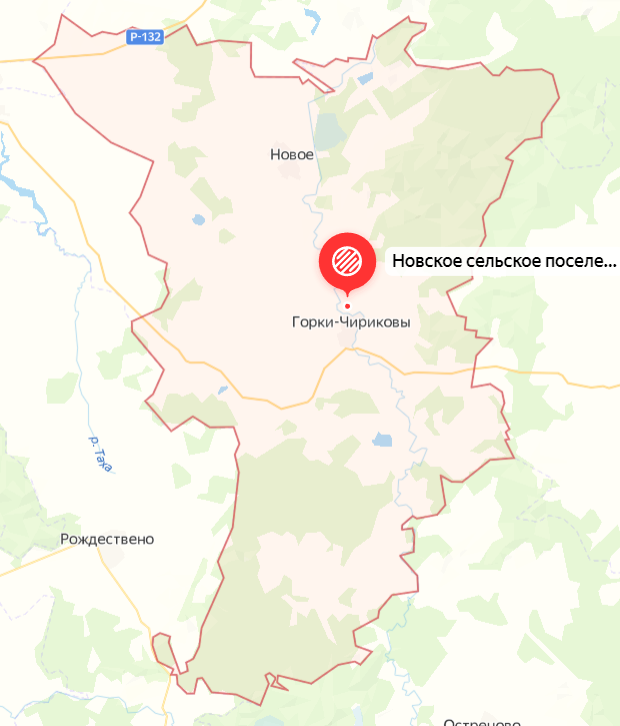 Р-132
Новое
Новское сельское поселе...
Горки-Чириковы
р. Таха
Рождествено